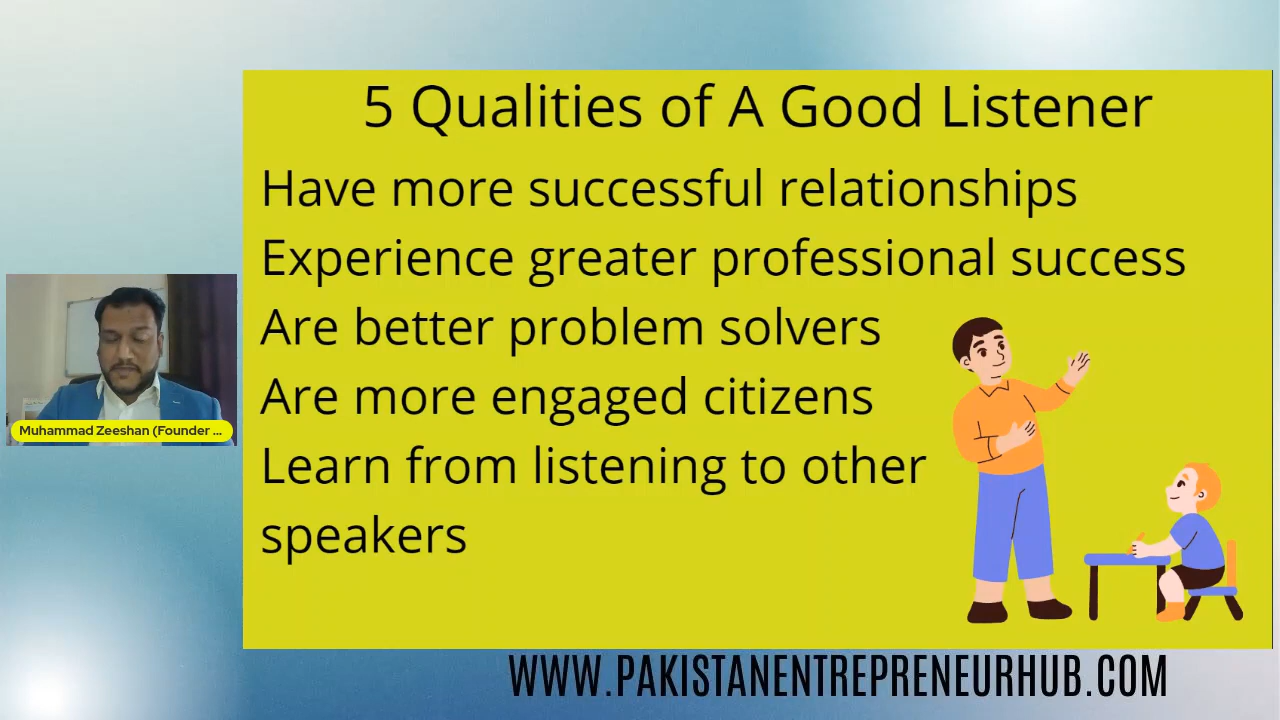 5 Qualities of A Good Listener
Have more successful relationships
Experience greater professional success
Are better problem solvers
Are more engaged citizens
Learn from listening to other
speakers
Muhammad Zeeshan (Founder ...
WWW.PAKISTANENTREPRENEURHUB.COM